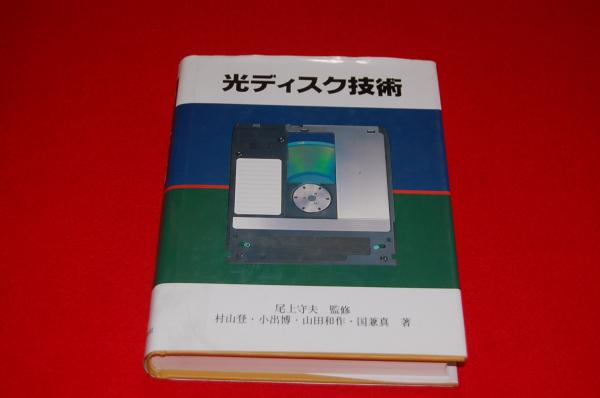 光ディスク技術
尾上守夫 監修
村山登・小出博・山田和作・国兼真 著